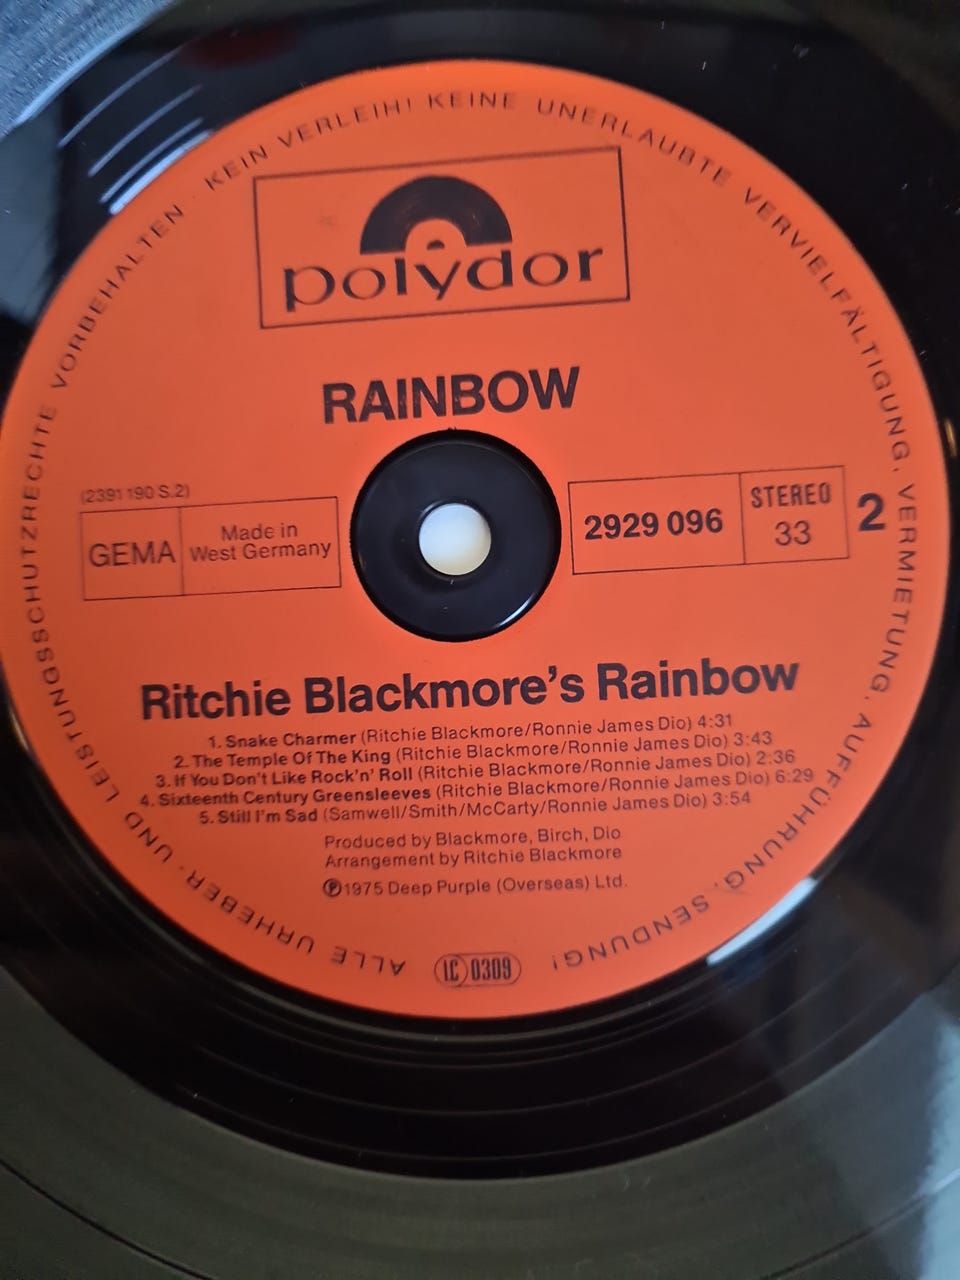 ALLE URHEBER- UND LEISTUNGSSCHUTZRECHTE VORBEHALTEN · KEIN VERLEIH! KEINE UNERLAUBTE VERVIELFÄLTIGUNG, VERMIETUNG, AUFFÜHRUNG, SENDUNG!
polydor
RAINBOW
(2391 190 S.2)
GEMA
Made in
West Germany
2929 096
STEREO
33
2
Ritchie Blackmore's Rainbow
1. Snake Charmer (Ritchie Blackmore/Ronnie James Dio) 4:31
2. The Temple Of The King (Ritchie Blackmore/Ronnie James Dio) 3:43
3. If You Don't Like Rock'n' Roll (Ritchie Blackmore/Ronnie James Dio) 2:36
4. Sixteenth Century Greensleeves (Ritchie Blackmore/Ronnie James Dio) 6:29
5. Still I'm Sad (Samwell/Smith/McCarty/Ronnie James Dio) 3:54
Produced by Blackmore, Birch, Dio
Arrangement by Ritchie Blackmore
℗1975 Deep Purple (Overseas) Ltd.
LC 0309